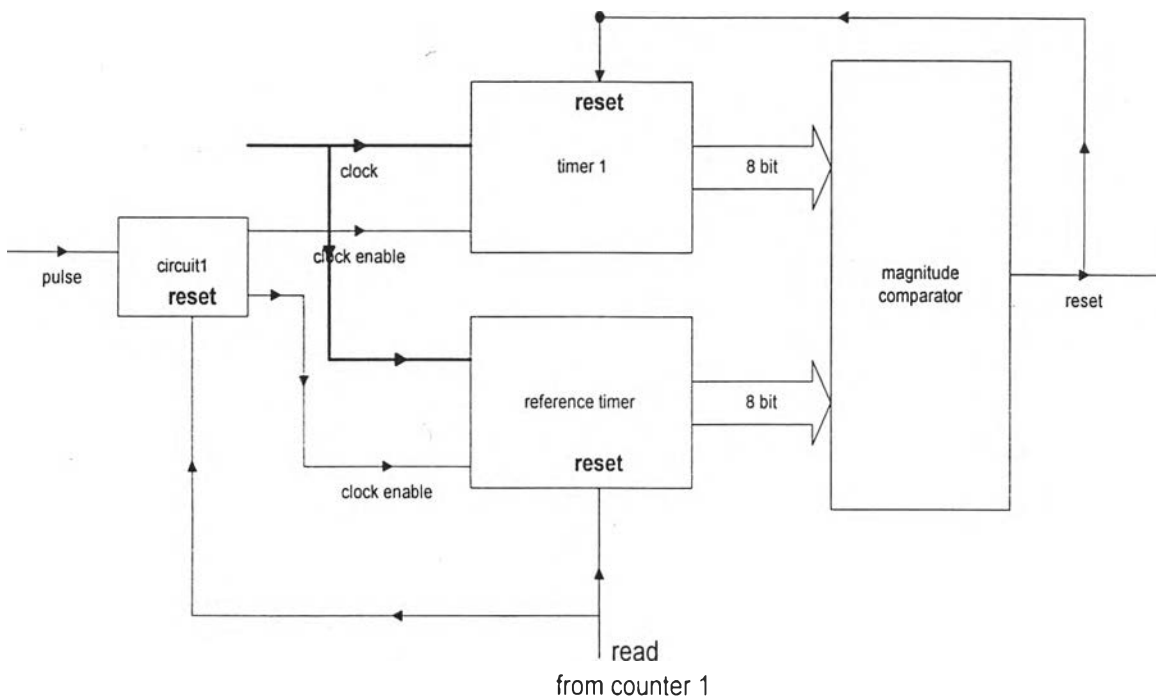 reset
timer 1
8 bit
clock
clock enable
pulse
circuit1
reset
magnitude
comparator
reset
reference timer
8 bit
reset
clock enable
read
from counter 1